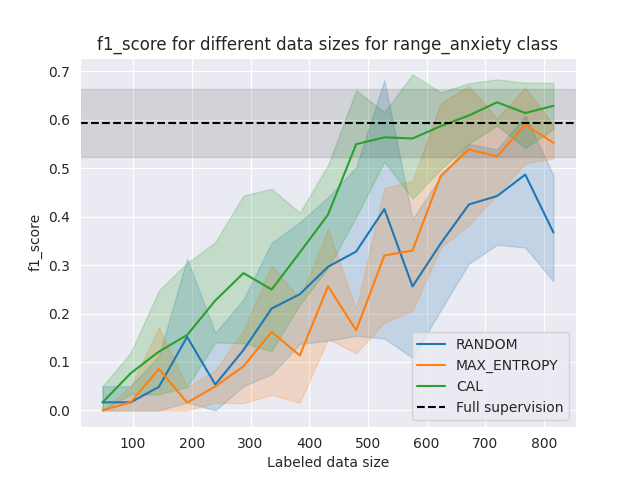 f1_score for different data sizes for range_anxiety class
0.7
0.6
0.5
0.4
0.3
0.2
0.1
0.0
f1_score
RANDOM
MAX_ENTROPY
CAL
Full supervision
100 200 300 400 500 600 700 800
Labeled data size